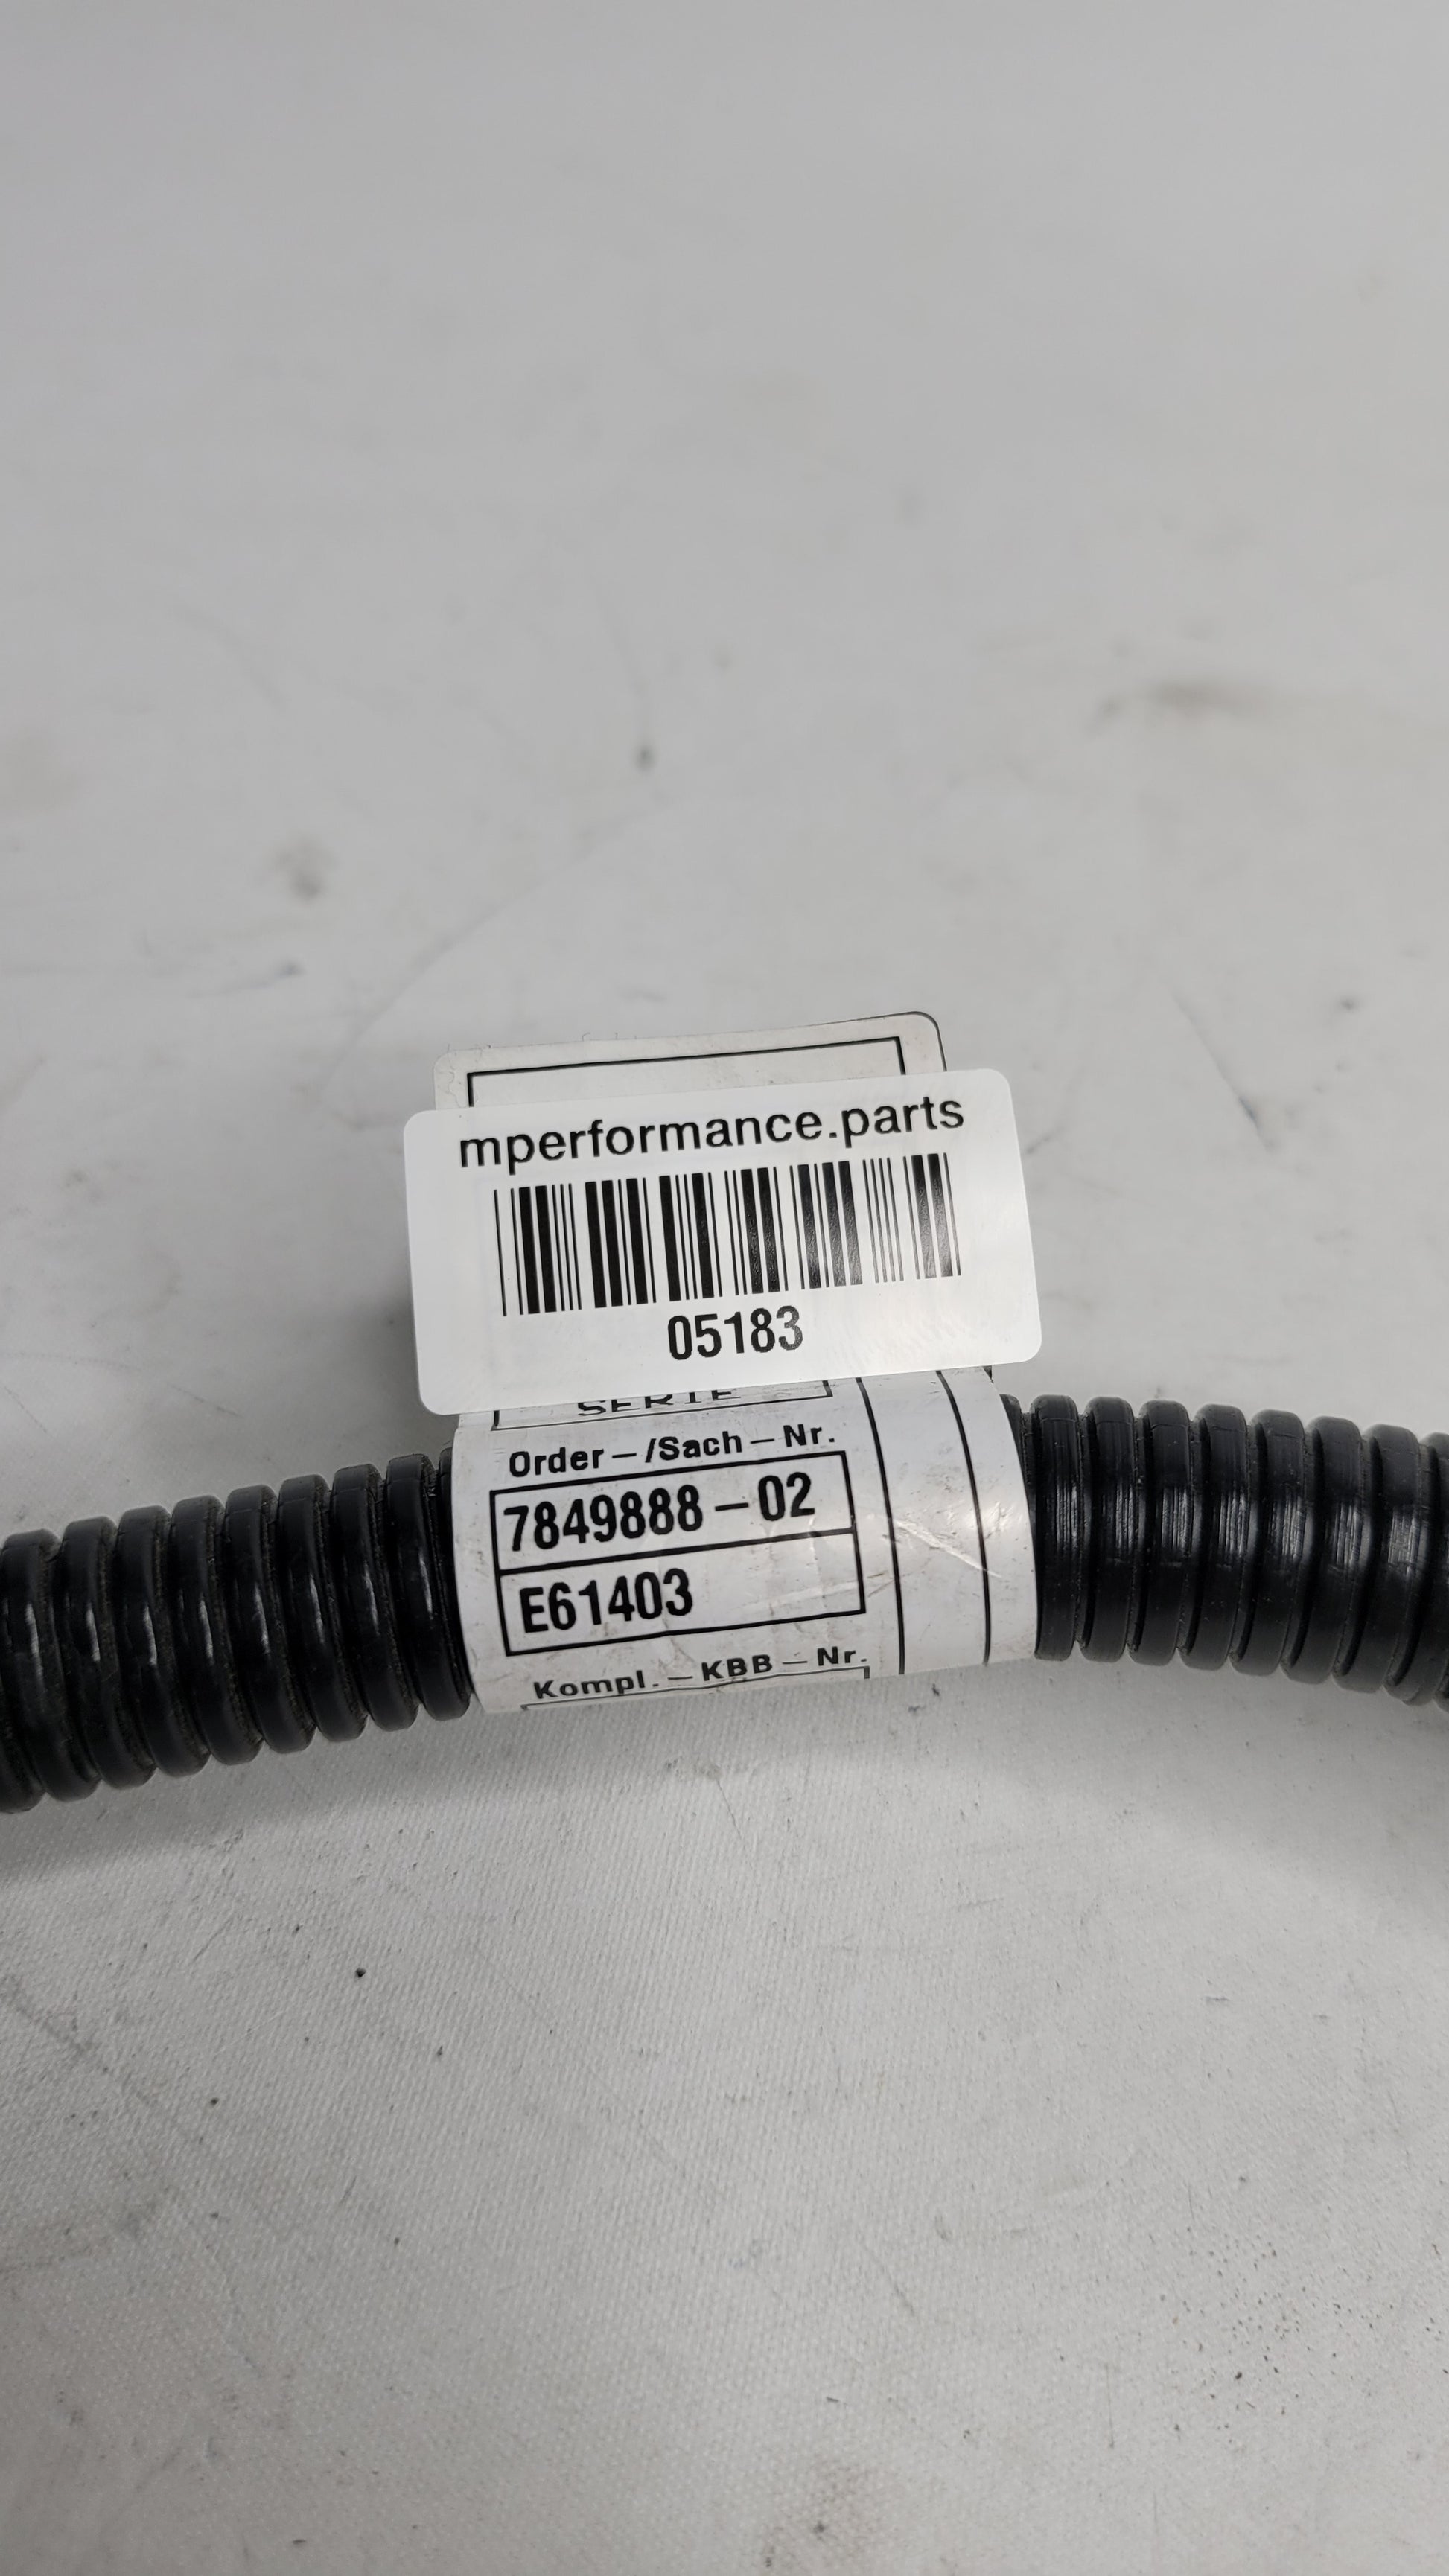 mperformance.parts
05183
SERIE
Order-/Sach-Nr.
7849888-02
E61403
Kompl.-KBB-Nr.